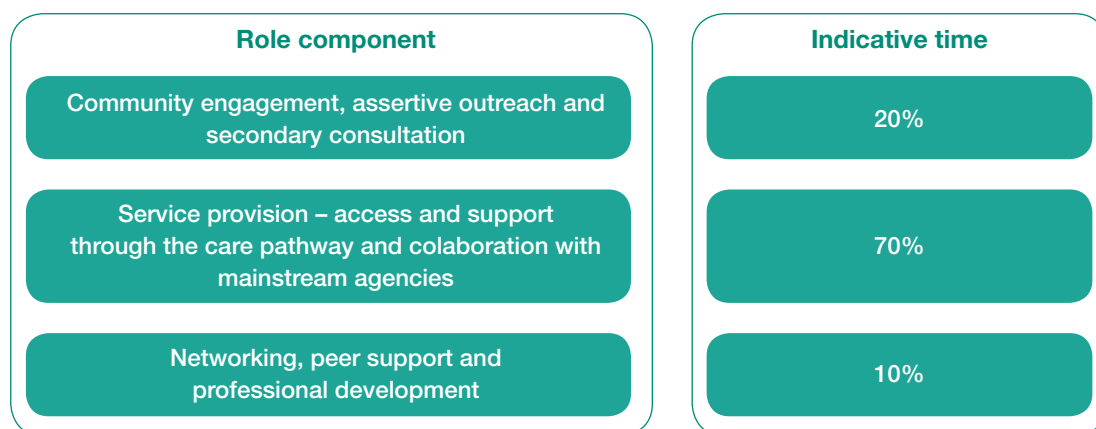 Role component
Indicative time
Community engagement, assertive outreach and
secondary consultation
20%
Service provision – access and support
through the care pathway and colaboration with
mainstream agencies
70%
Networking, peer support and
professional development
10%